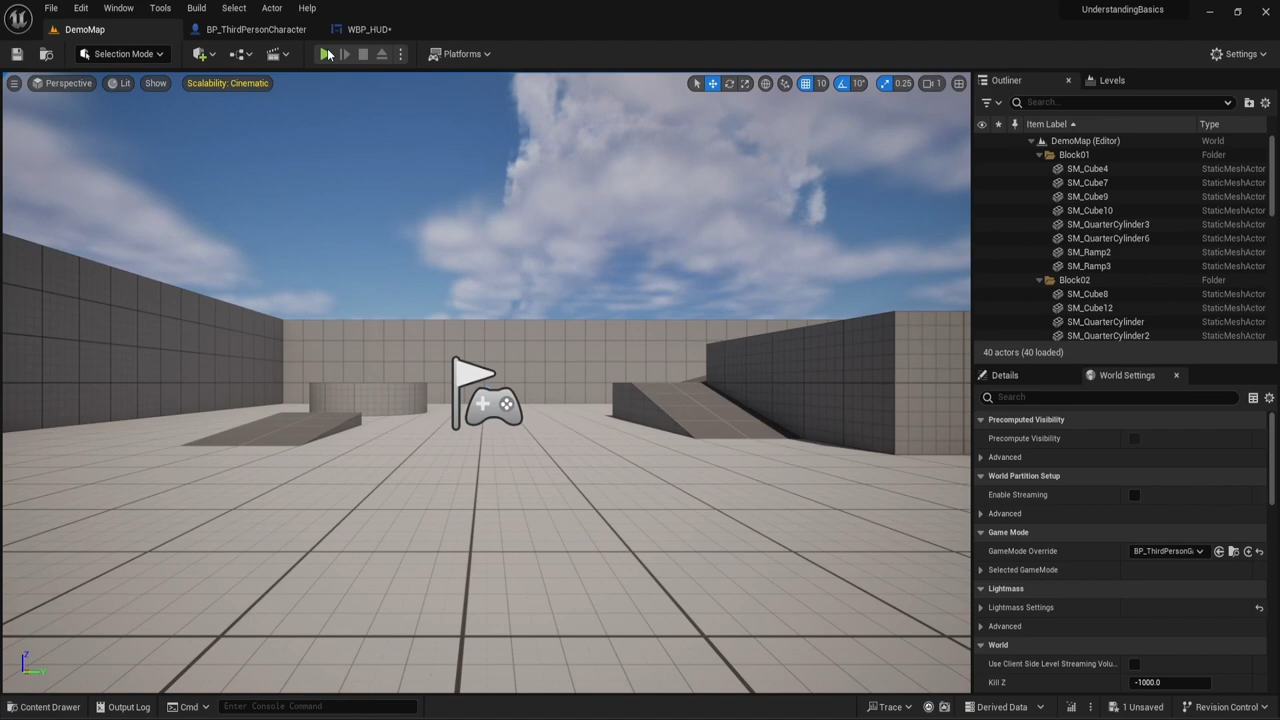 File Edit Window Tools Build Select Actor Help
UnderstandingBasics
DemoMap
BP_ThirdPersonCharacter
WBP_HUD•
Selection Mode
Platforms
Settings
Perspective
Lit
Show
Scalability: Cinematic
10
10°
0.25
1
Outliner
Levels
Search...
Item Label
Type
DemoMap (Editor) World
Block01 Folder
SM_Cube4 StaticMeshActor
SM_Cube7 StaticMeshActor
SM_Cube9 StaticMeshActor
SM_Cube10 StaticMeshActor
SM_QuarterCylinder3 StaticMeshActor
SM_QuarterCylinder6 StaticMeshActor
SM_Ramp2 StaticMeshActor
SM_Ramp3 StaticMeshActor
Block02 Folder
SM_Cube8 StaticMeshActor
SM_Cube12 StaticMeshActor
SM_QuarterCylinder StaticMeshActor
SM_QuarterCylinder2 StaticMeshActor
40 actors (40 loaded)
Details
World Settings
Search
Precomputed Visibility
Precompute Visibility
Advanced
World Partition Setup
Enable Streaming
Advanced
Game Mode
GameMode Override BP_ThirdPersonG
Selected GameMode
Lightmass
Lightmass Settings
Advanced
World
Use Client Side Level Streaming Volu...
Kill Z -1000.0
Z
Y
Content Drawer
Output Log
Cmd
Enter Console Command
Trace
Derived Data
1 Unsaved
Revision Control